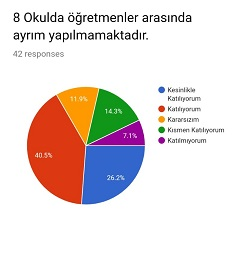 8 Okulda öğretmenler arasında
ayrım yapılmamaktadır.
42 responses
Kesinlikle
Katılıyorum
Katılıyorum
Kararsızım
Kısmen Katılıyorum
Katılmıyorum
11.9%
14.3%
7.1%
40.5%
26.2%